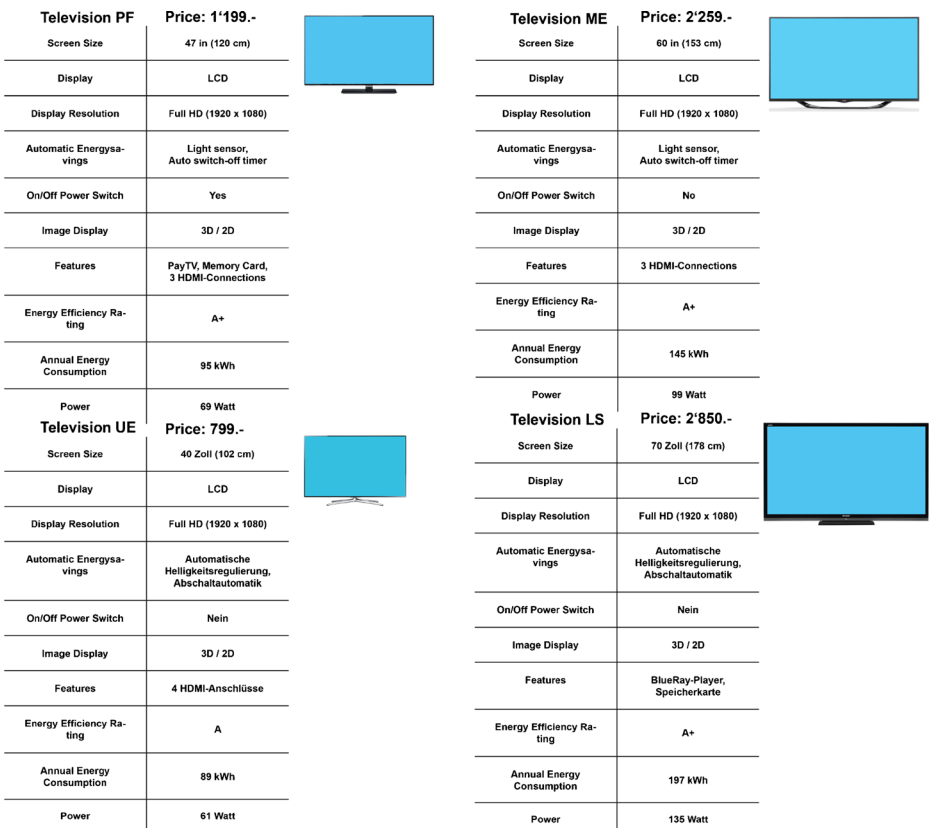 Television PF Price: 1‘199.-
Screen Size 47 in (120 cm)
Display LCD
Display Resolution Full HD (1920 x 1080)
Automatic Energysa-
vings
Light sensor,
Auto switch-off timer
On/Off Power Switch Yes
Image Display 3D / 2D
Features
PayTV, Memory Card,
3 HDMI-Connections
Energy Efficiency Ra-
ting
A+
Annual Energy
Consumption
95 kWh
Power 69 Watt
Television ME Price: 2‘259.-
Screen Size 60 in (153 cm)
Display LCD
Display Resolution Full HD (1920 x 1080)
Automatic Energysa-
vings
Light sensor,
Auto switch-off timer
On/Off Power Switch No
Image Display 3D / 2D
Features 3 HDMI-Connections
Energy Efficiency Ra-
ting
A+
Annual Energy
Consumption
145 kWh
Power 99 Watt
Television UE Price: 799.-
Screen Size 40 Zoll (102 cm)
Display LCD
Display Resolution Full HD (1920 x 1080)
Automatic Energysa-
vings
Automatische
Helligkeitsregulierung,
Abschaltautomatik
On/Off Power Switch Nein
Image Display 3D / 2D
Features 4 HDMI-Anschlüsse
Energy Efficiency Ra-
ting
A
Annual Energy
Consumption
89 kWh
Power 61 Watt
Television LS Price: 2‘850.-
Screen Size 70 Zoll (178 cm)
Display LCD
Display Resolution Full HD (1920 x 1080)
Automatic Energysa-
vings
Automatische
Helligkeitsregulierung,
Abschaltautomatik
On/Off Power Switch Nein
Image Display 3D / 2D
Features
BlueRay-Player,
Speicherkarte
Energy Efficiency Ra-
ting
A+
Annual Energy
Consumption
197 kWh
Power 135 Watt